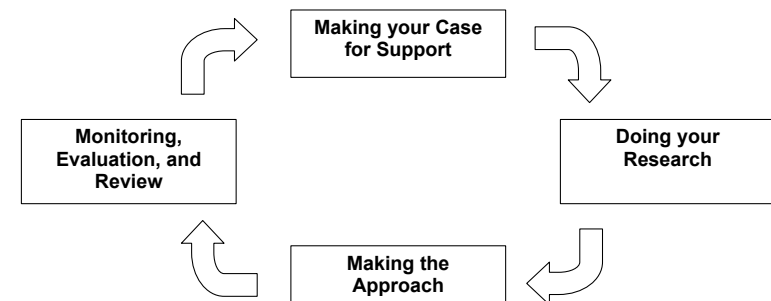 Making your Case
for Support
Doing your
Research
Making the
Approach
Monitoring,
Evaluation, and
Review